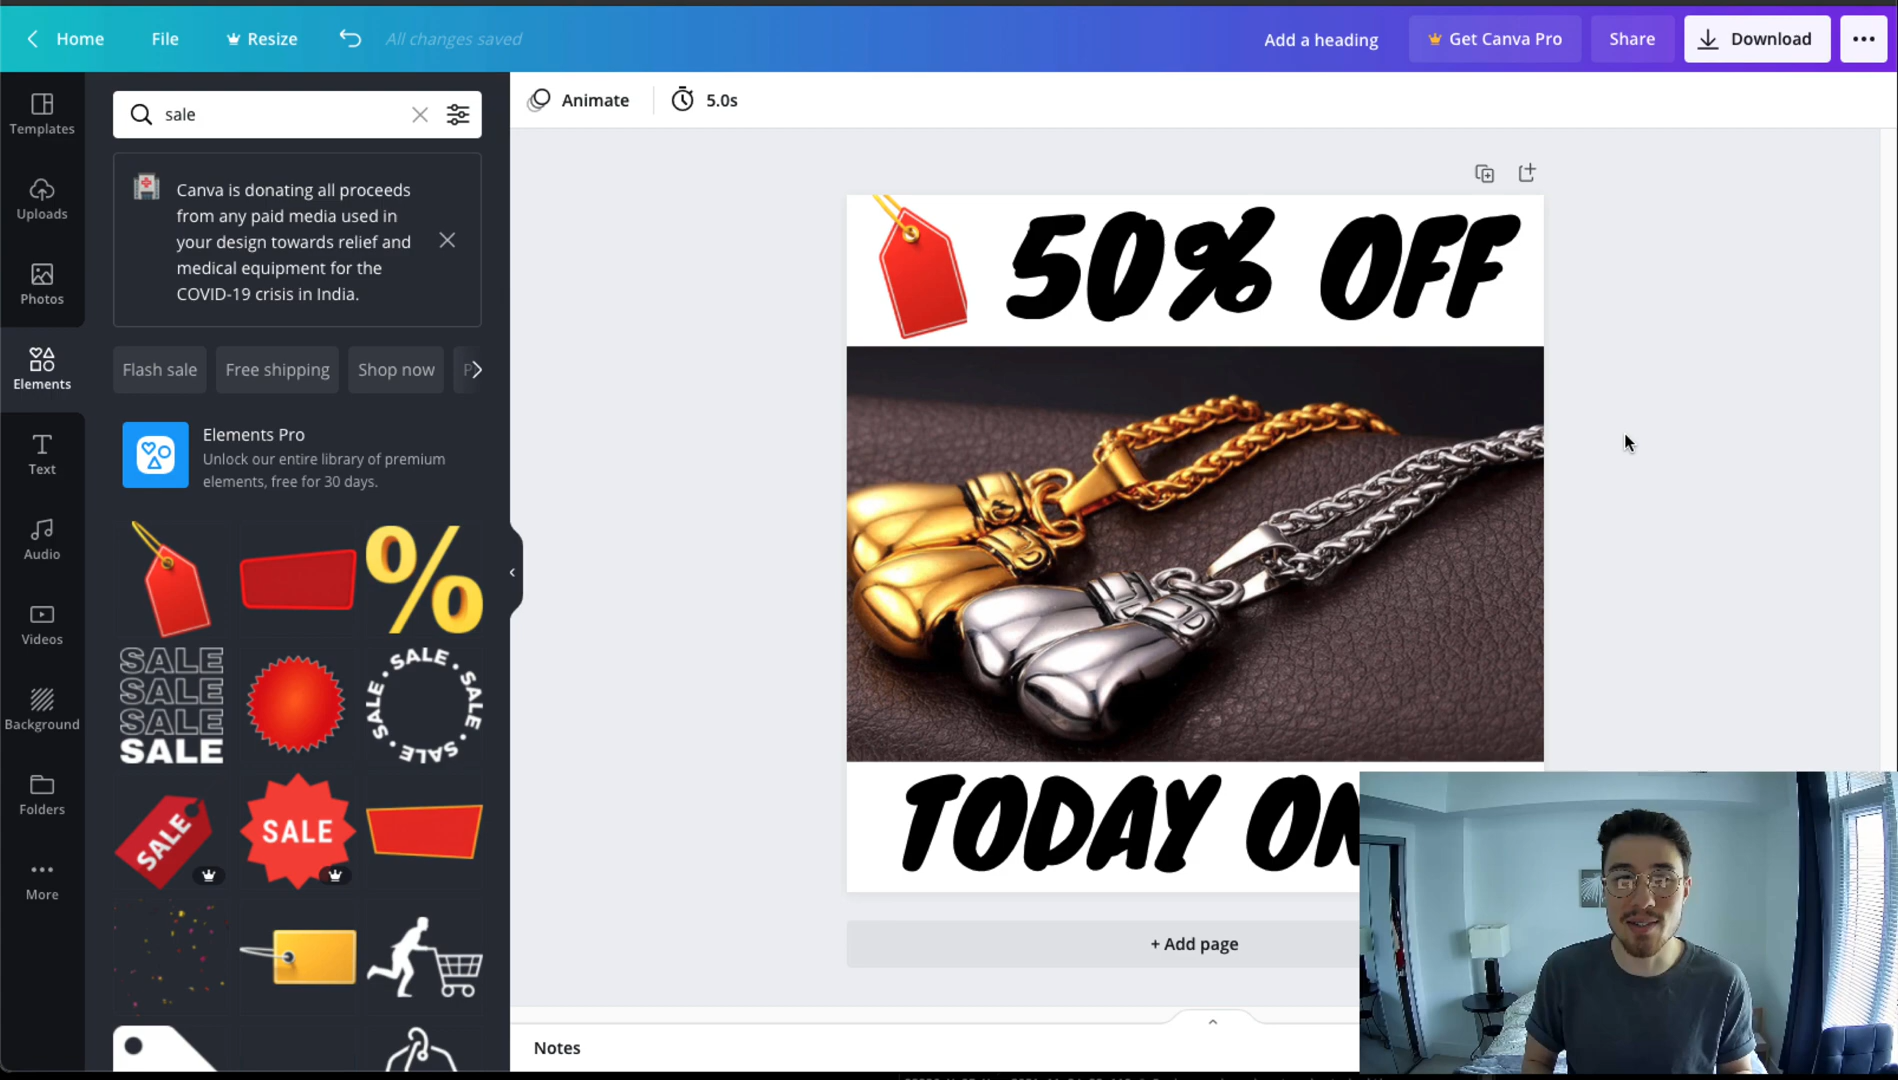 Home
File
Resize
All changes saved
Add a heading
Get Canva Pro
Share
Download
Templates
Uploads
Photos
Elements
Text
Audio
Videos
Background
Folders
More
sale
Canva is donating all proceeds
from any paid media used in
your design towards relief and
medical equipment for the
COVID-19 crisis in India.
Flash sale
Free shipping
Shop now
Elements Pro
Unlock our entire library of premium
elements, free for 30 days.
%
SALE
SALE
SALE
SALE
SALE • SALE • SALE • SALE •
SALE
SALE
Animate
5.0s
50% OFF
TODAY
+ Add page
Notes